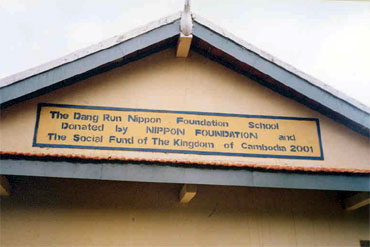 The Dang Run Nippon Foundation School
Donated by NIPPON FOUNDATION and
The Social Fund of The Kingdom of Cambodia 2001